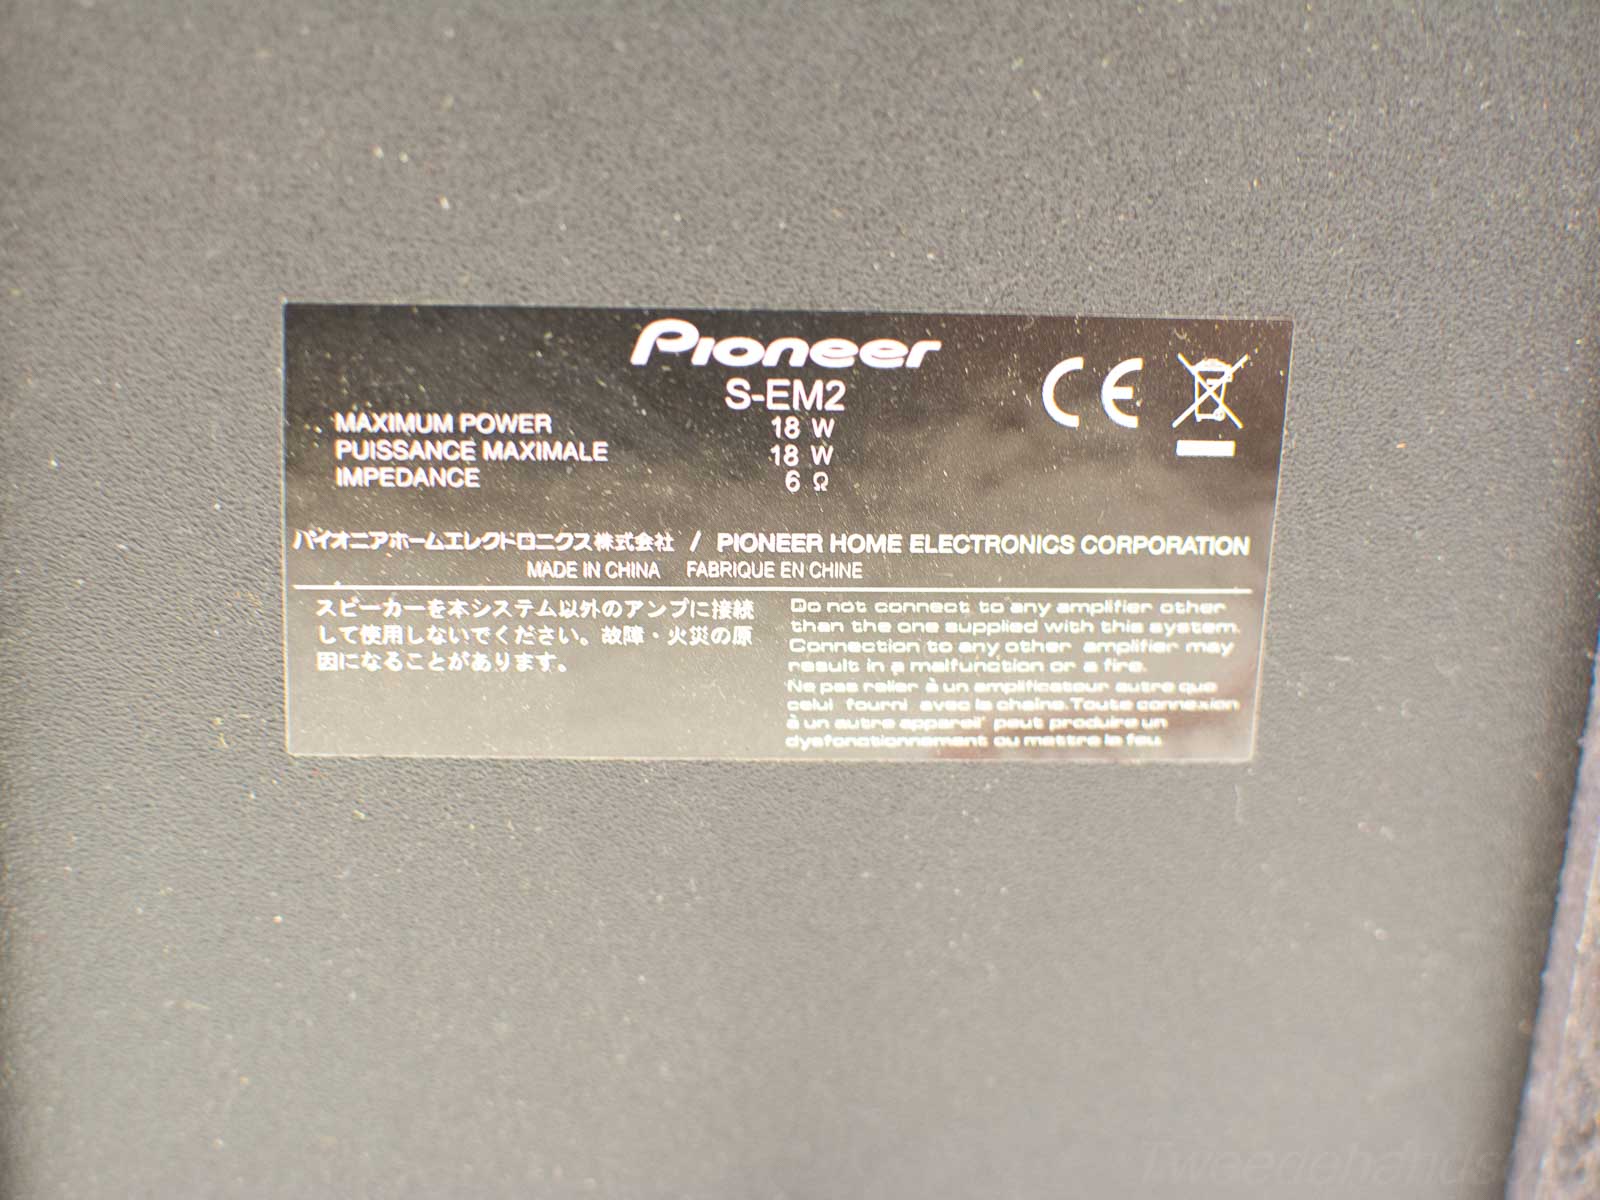 Pioneer
S-EM2
MAXIMUM POWER 18 W
PUISSANCE MAXIMALE 18 W
IMPEDANCE 6 Ω
パイオニアホームエレクトロニクス株式会社 / PIONEER HOME ELECTRONICS CORPORATION
MADE IN CHINA FABRIQUE EN CHINE
スピーカーを本システム以外のアンプに接続
して使用しないでください。故障・火災の原
因になることがあります。
Do not connect to any amplifier other
than the one supplied with this system.
Connection to any other amplifier may
result in a malfunction or a fire.
Ne pas relier à un amplificateur autre que
celui fourni avec la chaîne.Toute connexion
à un autre appareil' peut produire un
dysfonctionnement ou mettre le feu.
Tweedehands